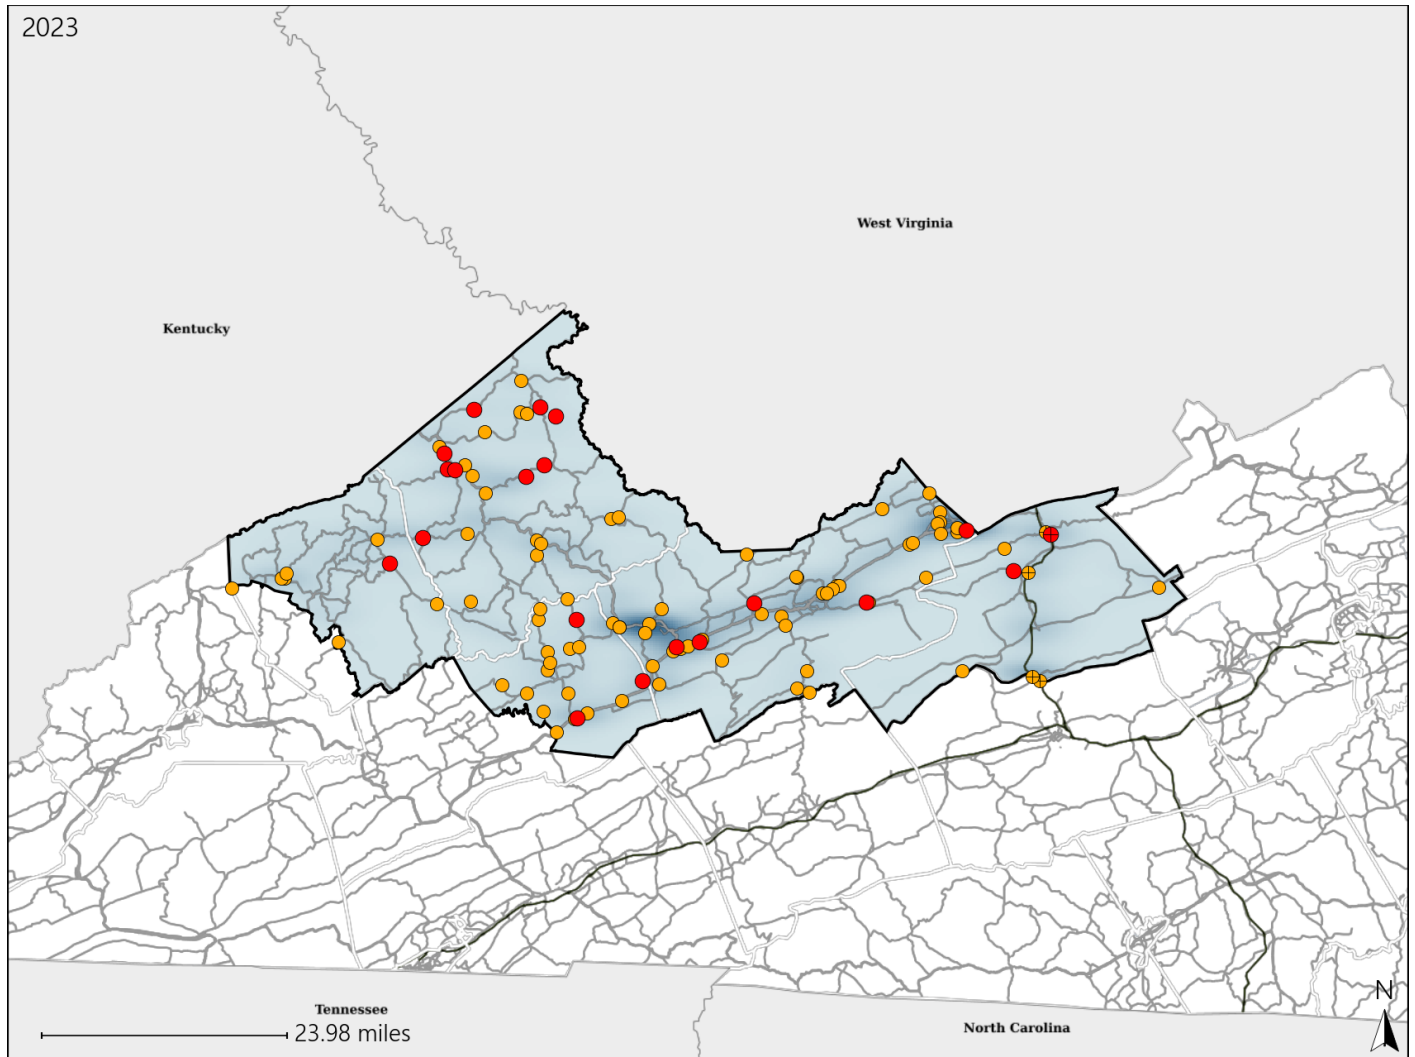 2023
West Virginia
Kentucky
Tennessee
23.98 miles
North Carolina
N